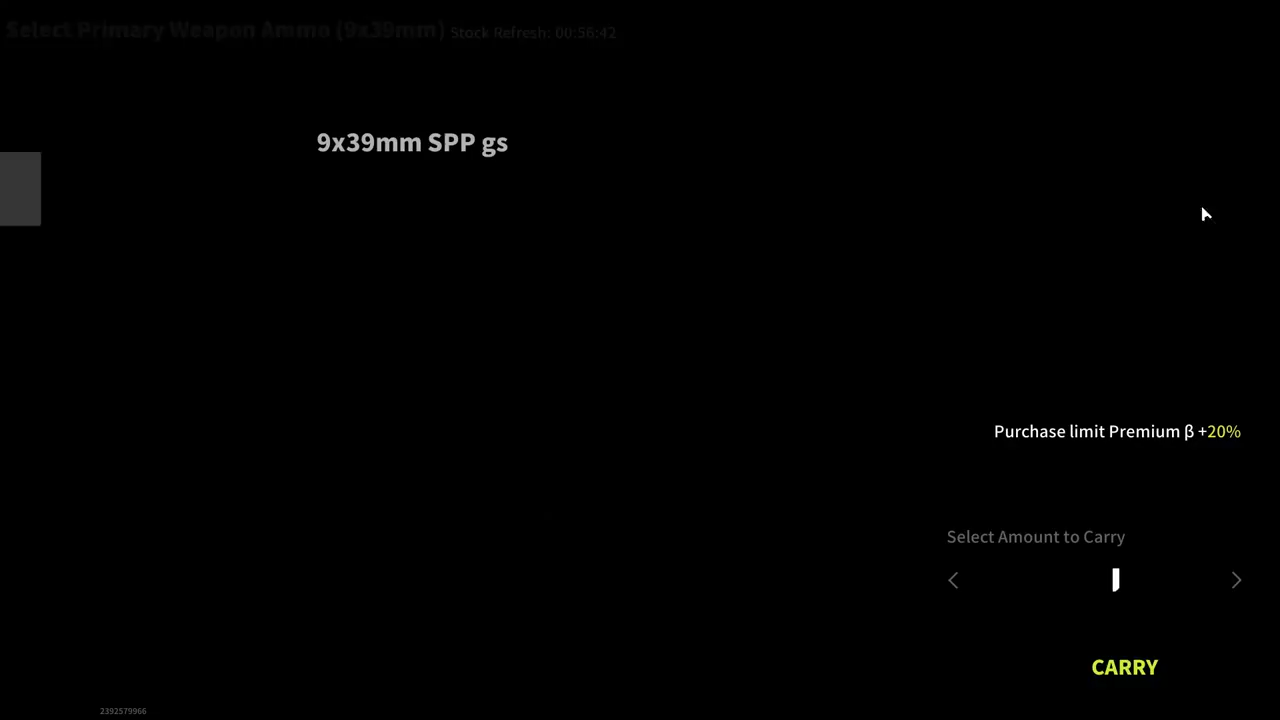 Select Primary Weapon Ammo (9x39mm) Stock Refresh: 00:56:42
9x39mm SPP gs
Purchase limit Premium β +20%
Select Amount to Carry
CARRY
2392579966